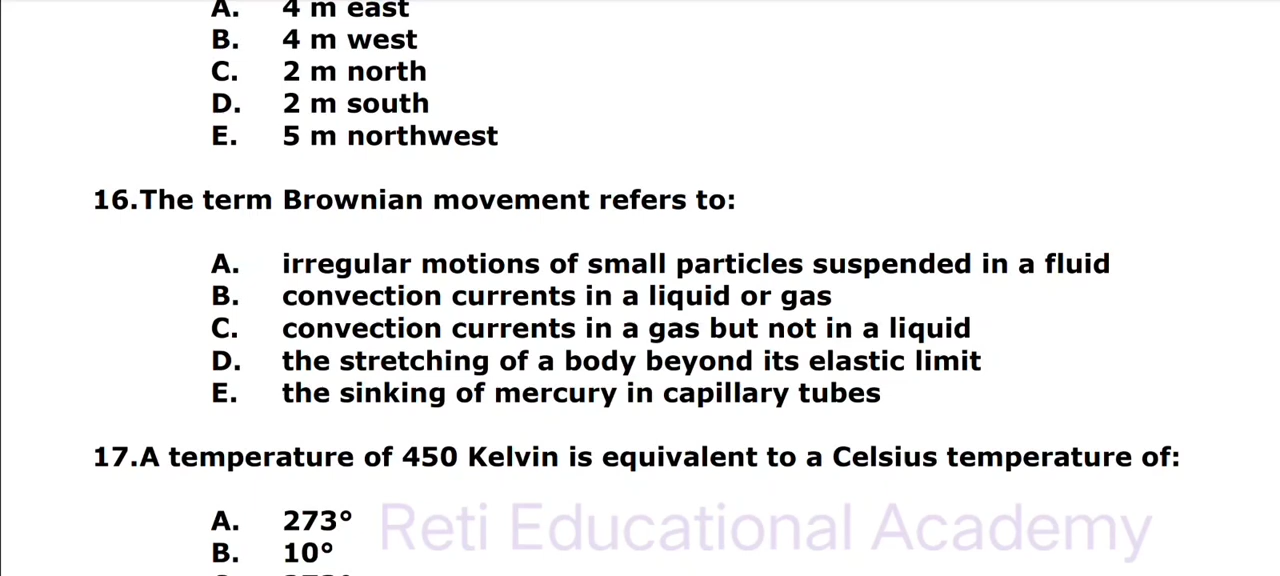 A. 4 m east
B. 4 m west
C. 2 m north
D. 2 m south
E. 5 m northwest
16.The term Brownian movement refers to:
A. irregular motions of small particles suspended in a fluid
B. convection currents in a liquid or gas
C. convection currents in a gas but not in a liquid
D. the stretching of a body beyond its elastic limit
E. the sinking of mercury in capillary tubes
17.A temperature of 450 Kelvin is equivalent to a Celsius temperature of:
A. 273°
Reti Educational Academy
B. 10°